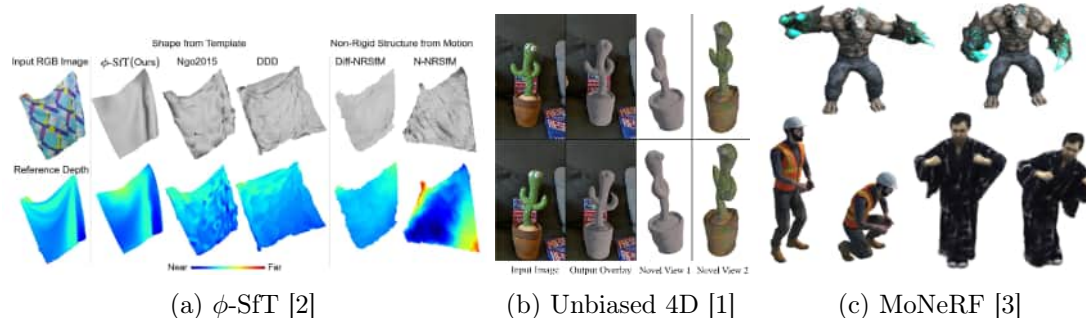 Shape from Template
Non-Rigid Structure from Motion
Input RGB Image
ϕ-SfT(Ours)
Ngo2015
DDD
Diff-NRSfM
N-NRSfM
Reference Depth
Near
Far
Input Image
Output Overlay
Novel View 1
Novel View 2
(a) ϕ-SfT [2]
(b) Unbiased 4D [1]
(c) MoNeRF [3]